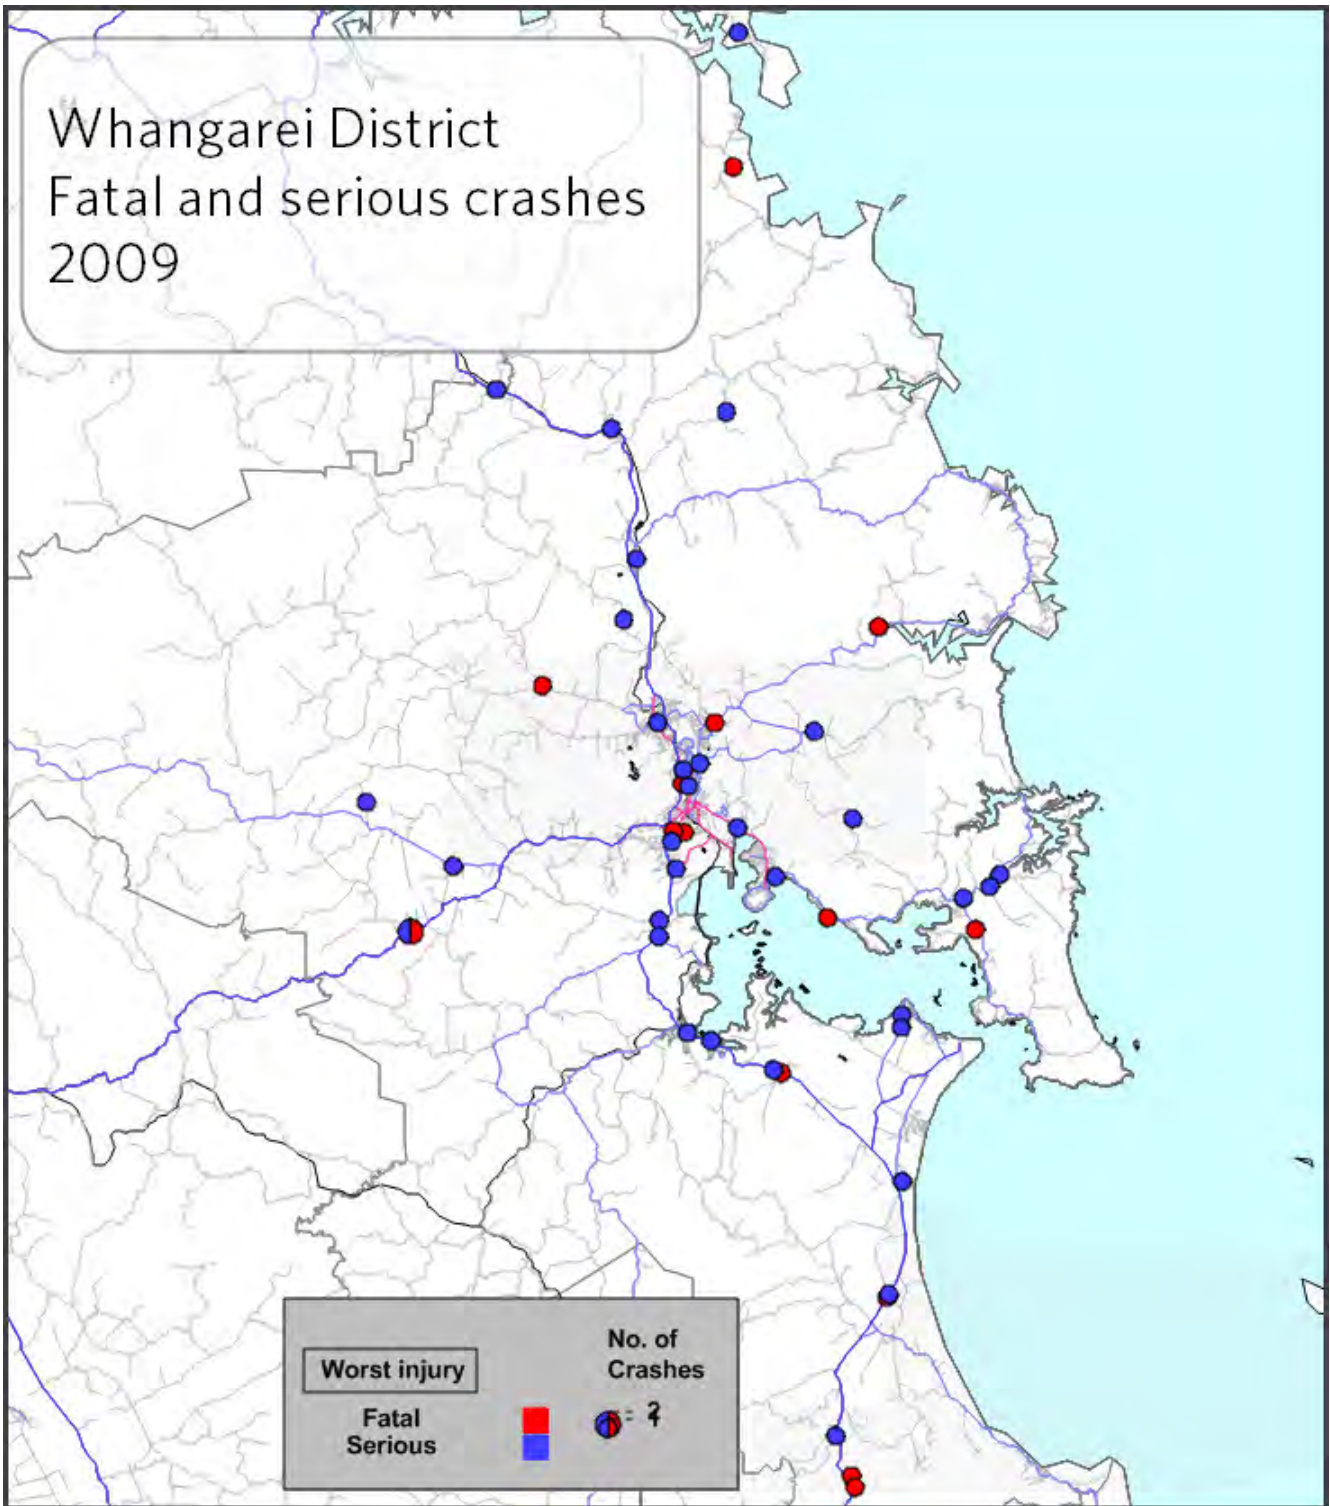 Whangarei District
Fatal and serious crashes
2009
No. of
Crashes
Worst injury
Fatal
Serious